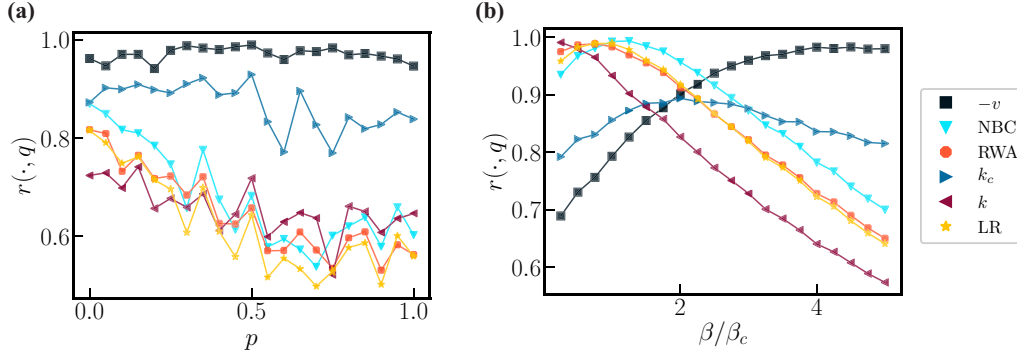 (a)
1.0
0.8
0.6
r(·, q)
0.0
0.5
1.0
p
(b)
1.0
0.9
0.8
0.7
0.6
r(·, q)
2
4
β/β_c
−v
NBC
RWA
k_c
k
LR